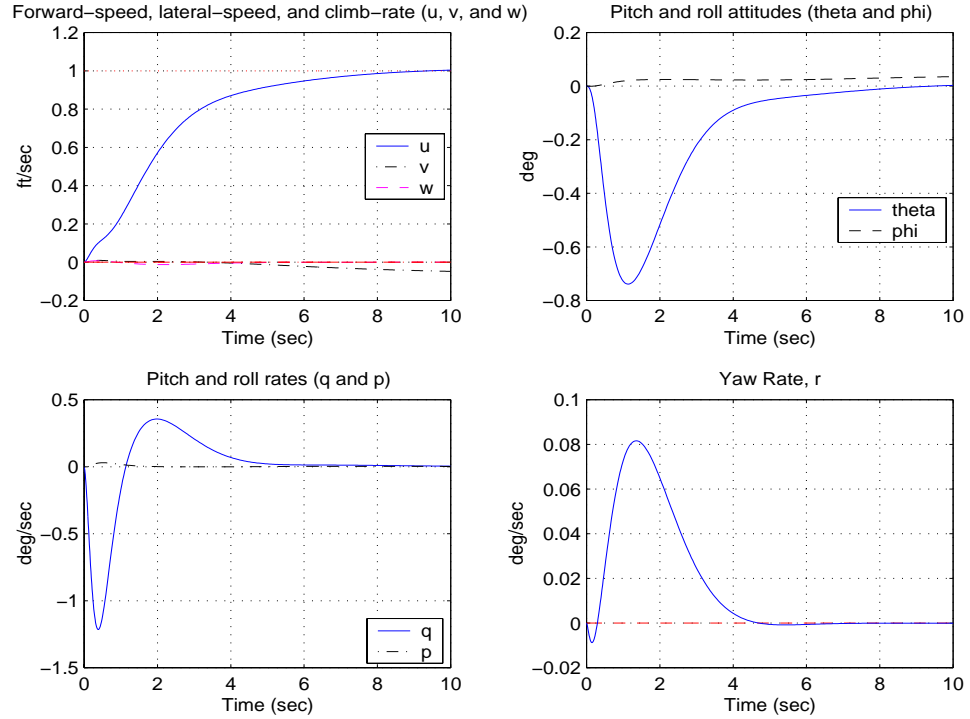 Forward−speed, lateral−speed, and climb−rate (u, v, and w)
1.2
1
0.8
0.6
0.4
0.2
0
−0.2
ft/sec
u
v
w
0 2 4 6 8 10
Time (sec)
Pitch and roll attitudes (theta and phi)
0.2
0
−0.2
−0.4
−0.6
−0.8
deg
theta
phi
0 2 4 6 8 10
Time (sec)
Pitch and roll rates (q and p)
0.5
0
−0.5
−1
−1.5
deg/sec
q
p
0 2 4 6 8 10
Time (sec)
Yaw Rate, r
0.1
0.08
0.06
0.04
0.02
0
−0.02
deg/sec
0 2 4 6 8 10
Time (sec)